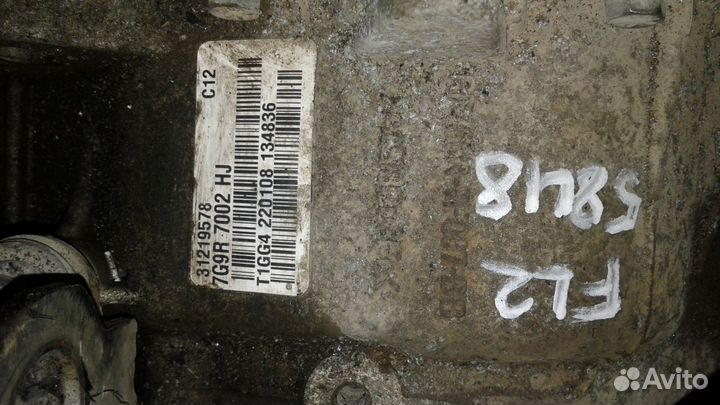 C12
31219578
7G9R 7002 HJ
T1GG4 220108 134836
5848
FL2
Avito